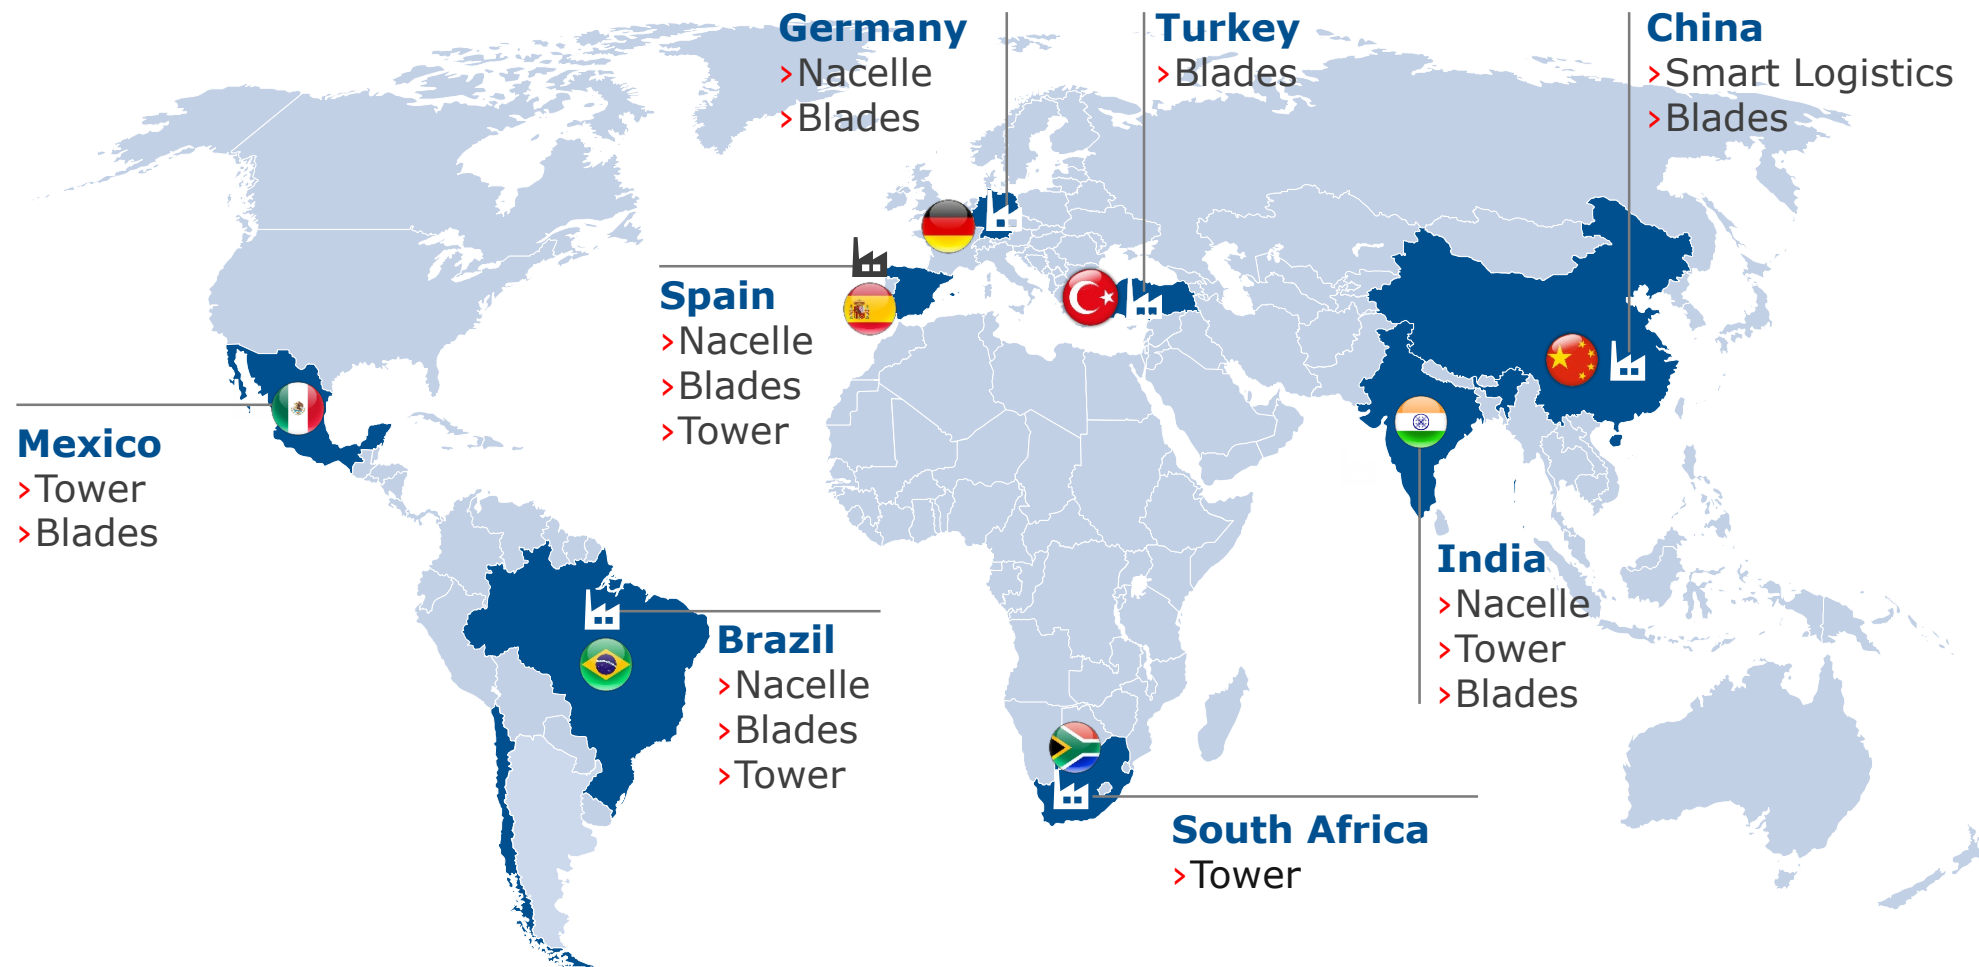 Germany
›Nacelle
›Blades
Turkey
›Blades
China
›Smart Logistics
›Blades
Spain
›Nacelle
›Blades
›Tower
Mexico
›Tower
›Blades
India
›Nacelle
›Tower
›Blades
Brazil
›Nacelle
›Blades
›Tower
South Africa
›Tower